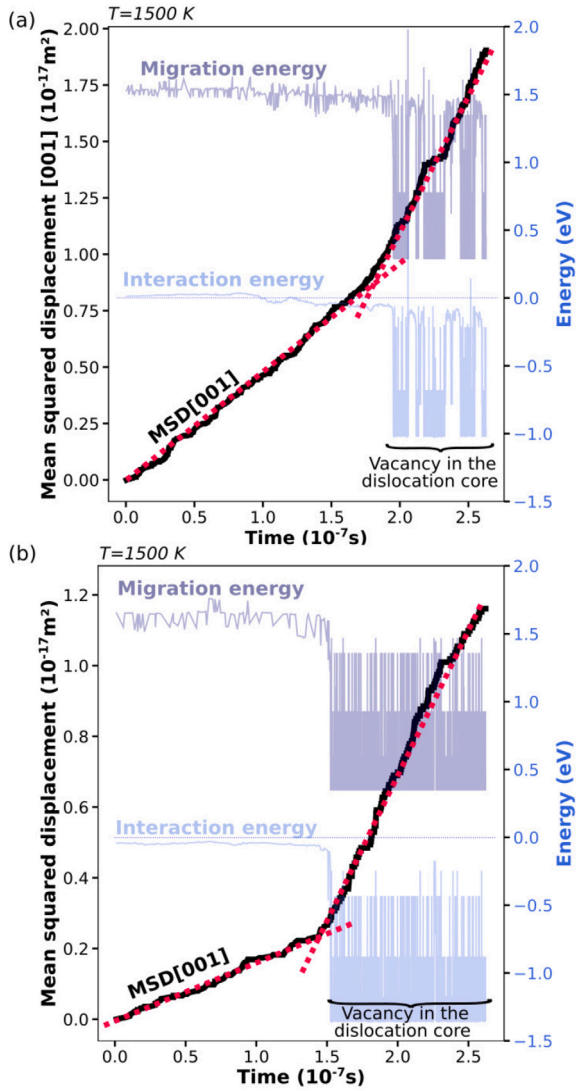 (a)
T=1500 K
Mean squared displacement [001] (10⁻¹⁷m²)
2.00
1.75
1.50
1.25
1.00
0.75
0.50
0.25
0.00
Migration energy
Interaction energy
MSD[001]
Vacancy in the
dislocation core
2.0
1.5
1.0
0.5
0.0
−0.5
−1.0
−1.5
Energy (eV)
0.0 0.5 1.0 1.5 2.0 2.5
Time (10⁻⁷s)
(b)
T=1500 K
Mean squared displacement (10⁻¹⁷m²)
1.2
1.0
0.8
0.6
0.4
0.2
0.0
Migration energy
Interaction energy
MSD[001]
Vacancy in the
dislocation core
2.0
1.5
1.0
0.5
0.0
−0.5
−1.0
−1.5
Energy (eV)
0.0 0.5 1.0 1.5 2.0 2.5
Time (10⁻⁷s)